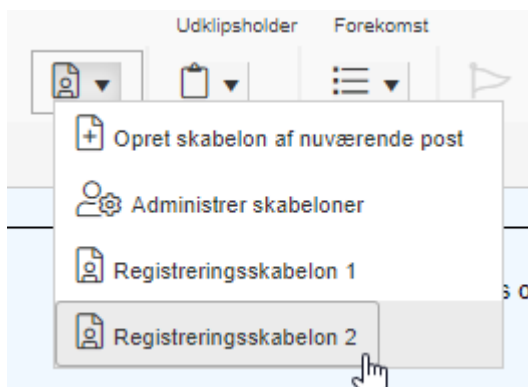 Udklipsholder Forekomst
Opret skabelon af nuværende post
Administrer skabeloner
Registreringsskabelon 1
Registreringsskabelon 2